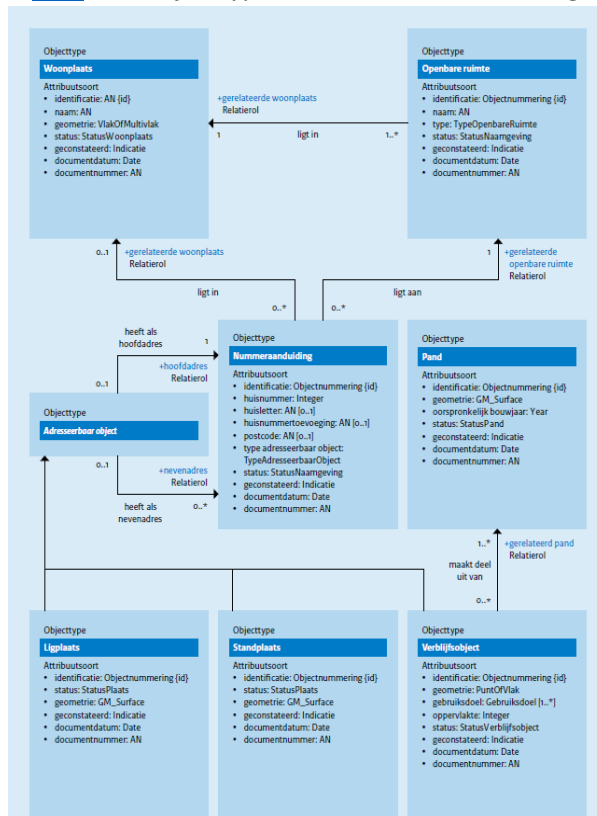 Objecttype
Woonplaats
Attribuutsoort
• identificatie: AN {id}
• naam: AN
• geometrie: VlakOfMultivlak
• status: StatusWoonplaats
• geconstateerd: Indicatie
• documentdatum: Date
• documentnummer: AN
+gerelateerde woonplaats
Relatierol
1
ligt in
1..*
Objecttype
Openbare ruimte
Attribuutsoort
• identificatie: Objectnummering {id}
• naam: AN
• type: TypeOpenbareRuimte
• status: StatusNaamgeving
• geconstateerd: Indicatie
• documentdatum: Date
• documentnummer: AN
0..1
+gerelateerde woonplaats
Relatierol
ligt in
0..*
1
+gerelateerde
openbare ruimte
Relatierol
ligt aan
0..*
heeft als
hoofdadres
1
+hoofdadres
Relatierol
0..1
Objecttype
Adresseerbaar object
0..1
+nevenadres
Relatierol
heeft als
nevenadres
0..*
Objecttype
Nummeraanduiding
Attribuutsoort
• identificatie: Objectnummering {id}
• huisnummer: Integer
• huisletter: AN [0..1]
• huisnummertoevoeging: AN [0..1]
• postcode: AN [0..1]
• type adresseerbaar object:
TypeAdresseerbaarObject
• status: StatusNaamgeving
• geconstateerd: Indicatie
• documentdatum: Date
• documentnummer: AN
Objecttype
Pand
Attribuutsoort
• identificatie: Objectnummering {id}
• geometrie: GM_Surface
• oorspronkelijk bouwjaar: Year
• status: StatusPand
• geconstateerd: Indicatie
• documentdatum: Date
• documentnummer: AN
1..*
+gerelateerd pand
Relatierol
maakt deel
uit van
0..*
Objecttype
Ligplaats
Attribuutsoort
• identificatie: Objectnummering {id}
• status: StatusPlaats
• geometrie: GM_Surface
• geconstateerd: Indicatie
• documentdatum: Date
• documentnummer: AN
Objecttype
Standplaats
Attribuutsoort
• identificatie: Objectnummering {id}
• status: StatusPlaats
• geometrie: GM_Surface
• geconstateerd: Indicatie
• documentdatum: Date
• documentnummer: AN
Objecttype
Verblijfsobject
Attribuutsoort
• identificatie: Objectnummering {id}
• geometrie: PuntOfVlak
• gebruiksdoel: Gebruiksdoel [1..*]
• oppervlakte: Integer
• status: StatusVerblijfsobject
• geconstateerd: Indicatie
• documentdatum: Date
• documentnummer: AN